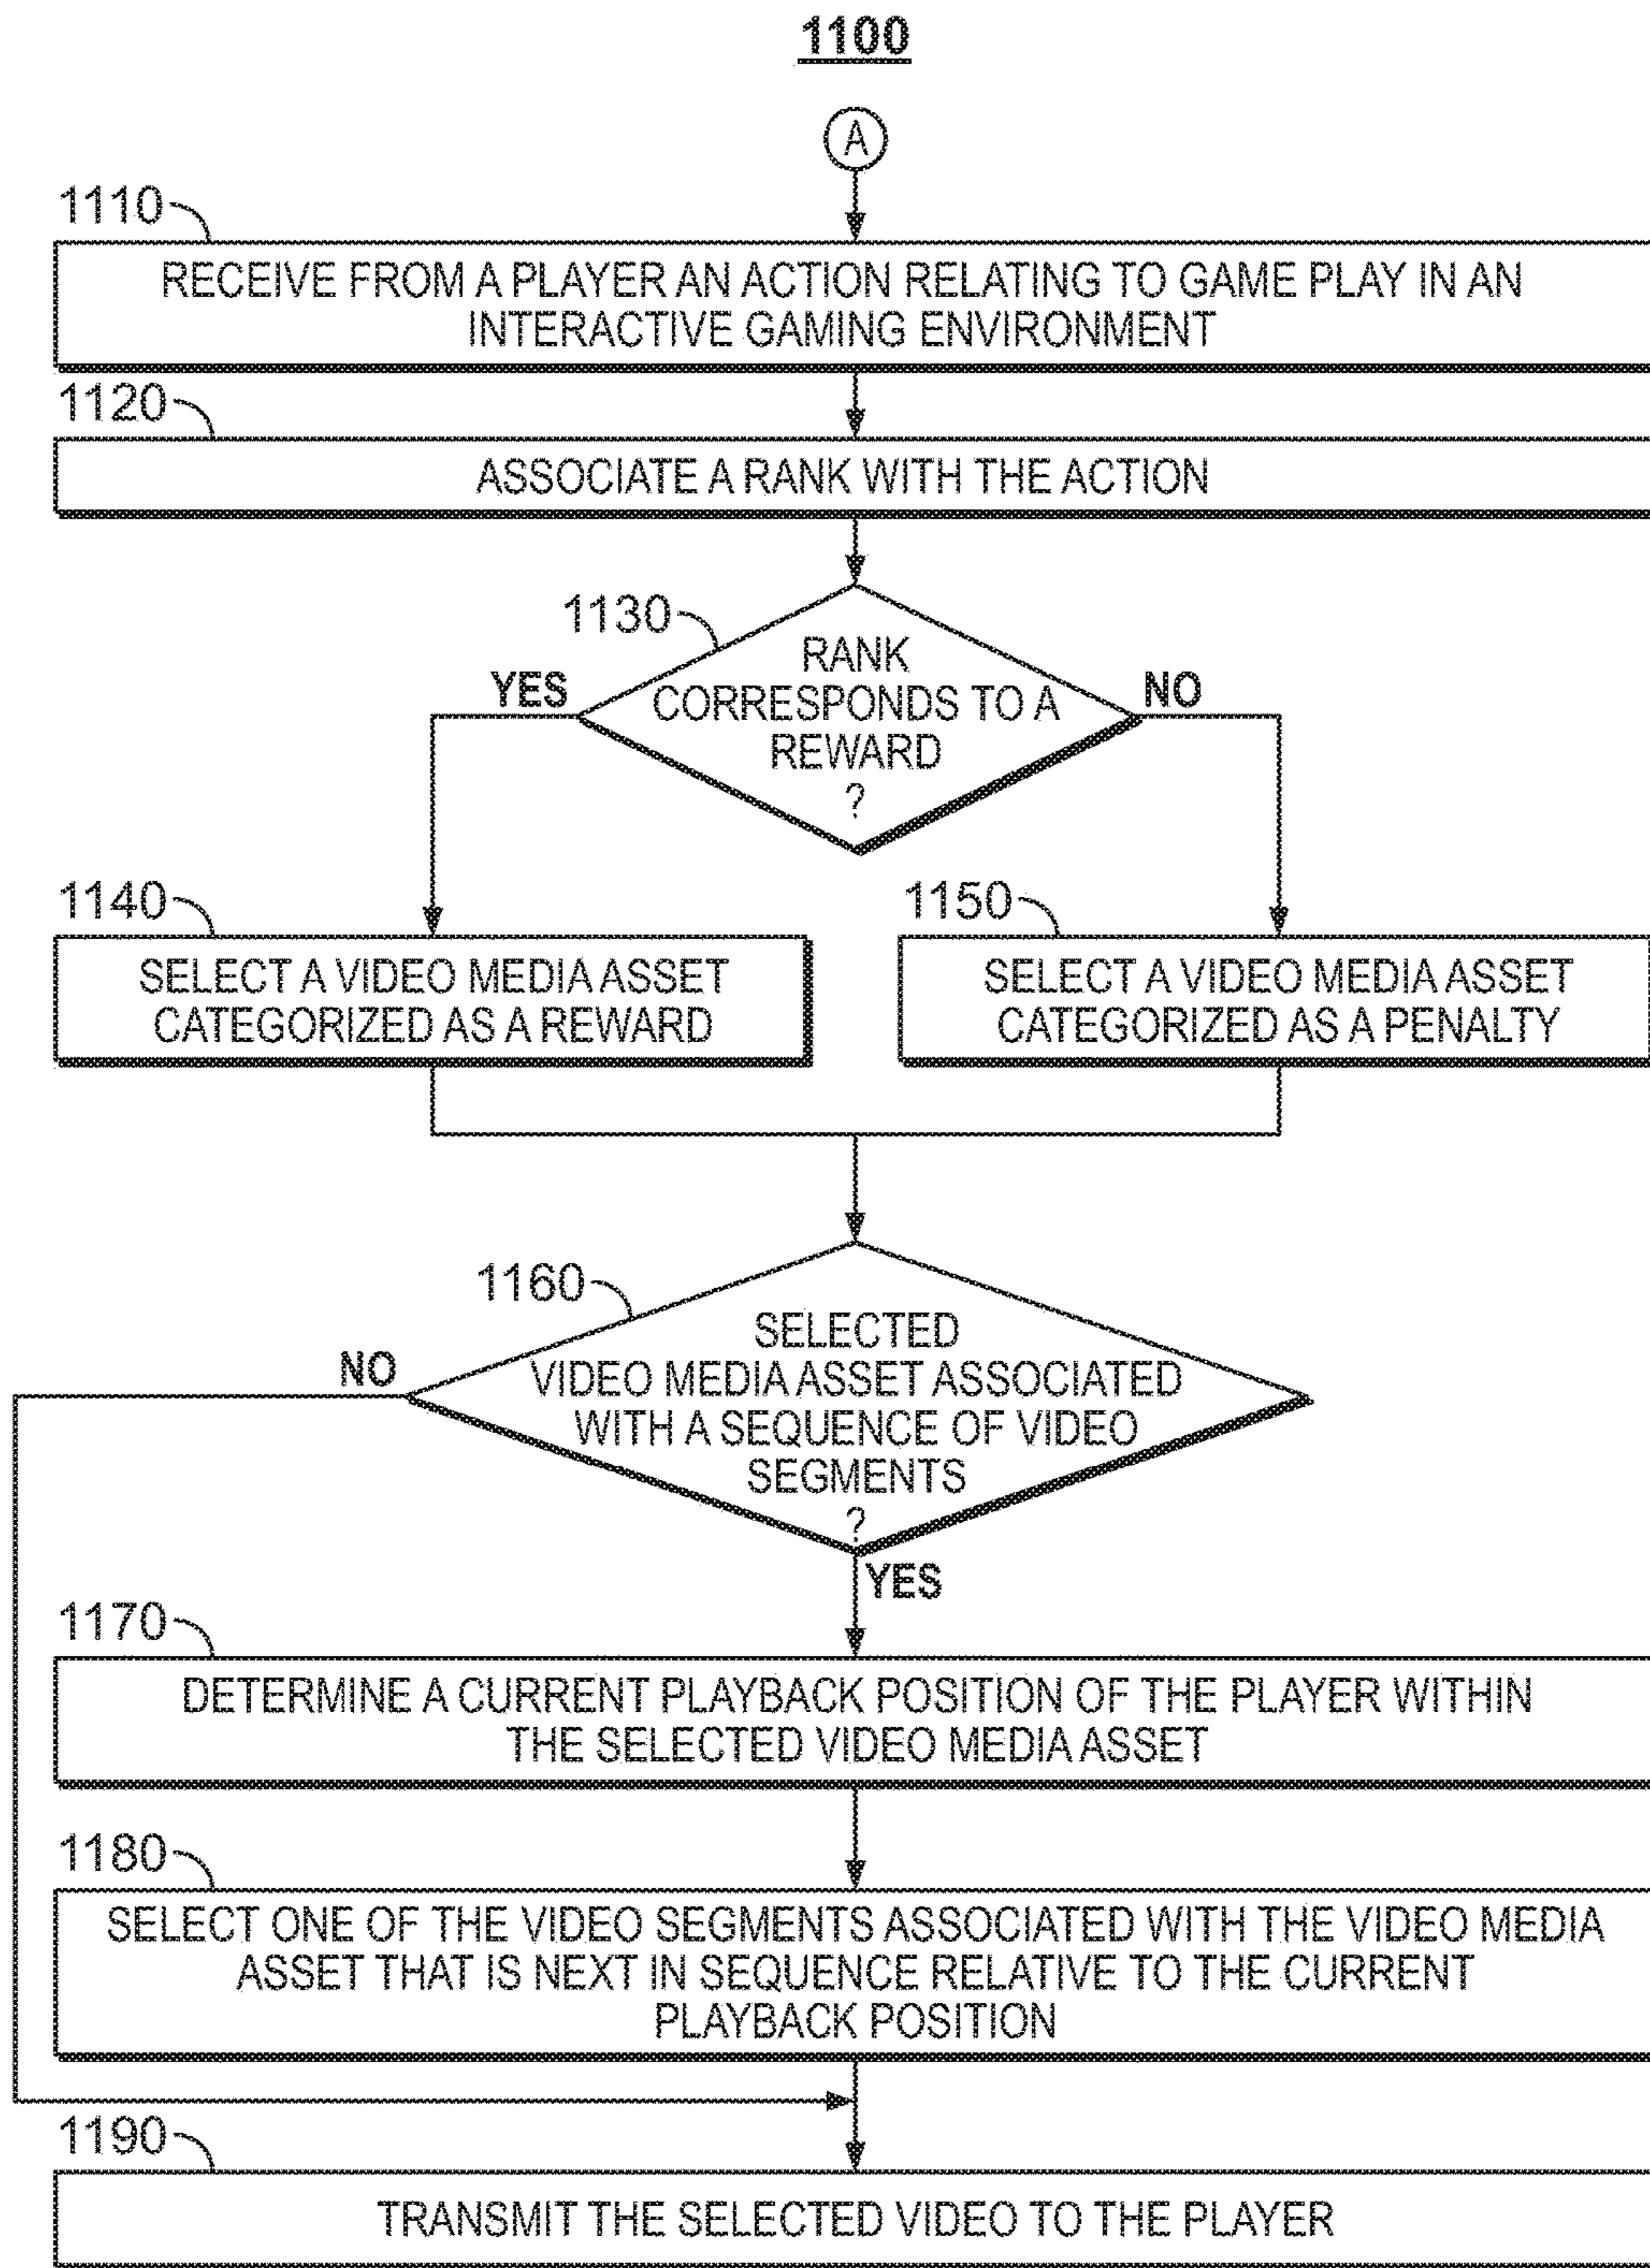 1100
A
1110
RECEIVE FROM A PLAYER AN ACTION RELATING TO GAME PLAY IN AN
INTERACTIVE GAMING ENVIRONMENT
1120
ASSOCIATE A RANK WITH THE ACTION
1130
RANK
CORRESPONDS TO A
REWARD
?
YES
NO
1140
SELECT A VIDEO MEDIA ASSET
CATEGORIZED AS A REWARD
1150
SELECT A VIDEO MEDIA ASSET
CATEGORIZED AS A PENALTY
1160
SELECTED
VIDEO MEDIA ASSET ASSOCIATED
WITH A SEQUENCE OF VIDEO
SEGMENTS
?
NO
YES
1170
DETERMINE A CURRENT PLAYBACK POSITION OF THE PLAYER WITHIN
THE SELECTED VIDEO MEDIA ASSET
1180
SELECT ONE OF THE VIDEO SEGMENTS ASSOCIATED WITH THE VIDEO MEDIA
ASSET THAT IS NEXT IN SEQUENCE RELATIVE TO THE CURRENT
PLAYBACK POSITION
1190
TRANSMIT THE SELECTED VIDEO TO THE PLAYER